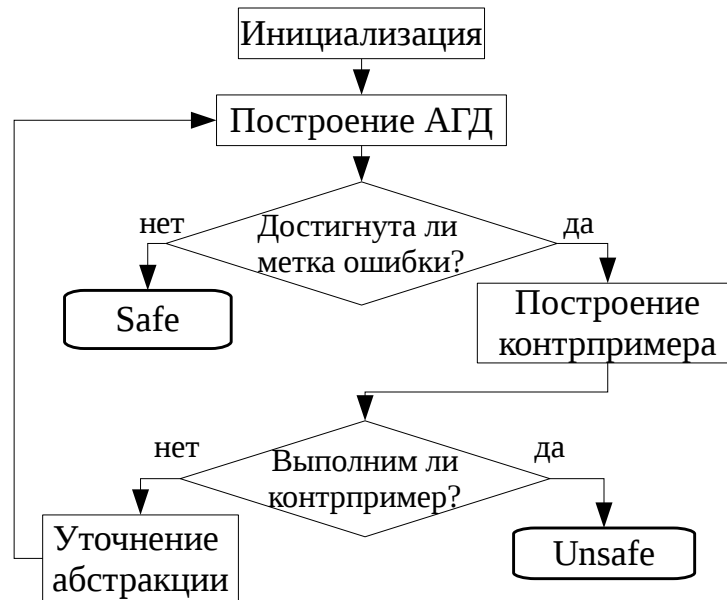 Инициализация
Построение АГД
нет
Достигнута ли
метка ошибки?
да
Safe
Построение
контрпримера
нет
Выполним ли
контрпример?
да
Уточнение
абстракции
Unsafe